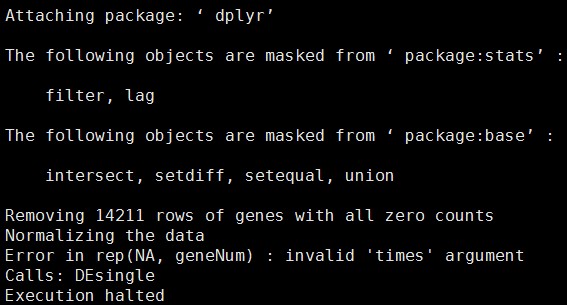 Attaching package: ‘ dplyr’
The following objects are masked from ‘ package:stats’ :
filter, lag
The following objects are masked from ‘ package:base’ :
intersect, setdiff, setequal, union
Removing 14211 rows of genes with all zero counts
Normalizing the data
Error in rep(NA, geneNum) : invalid 'times' argument
Calls: DEsingle
Execution halted